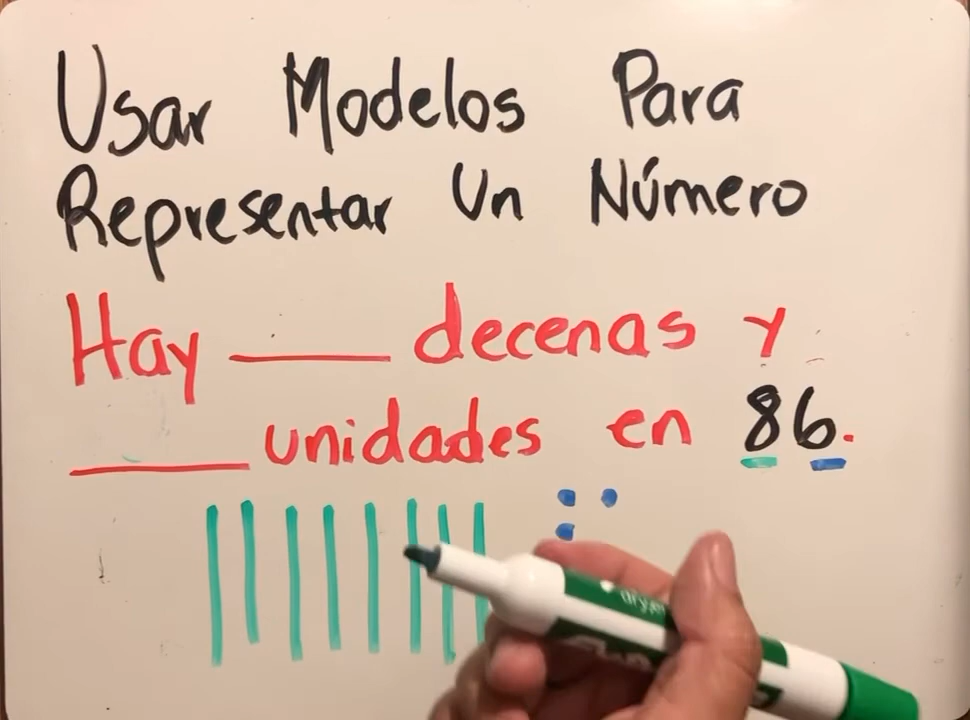 Usar Modelos Para
Representar Un Número
Hay ____ decenas y
____ unidades en 86.